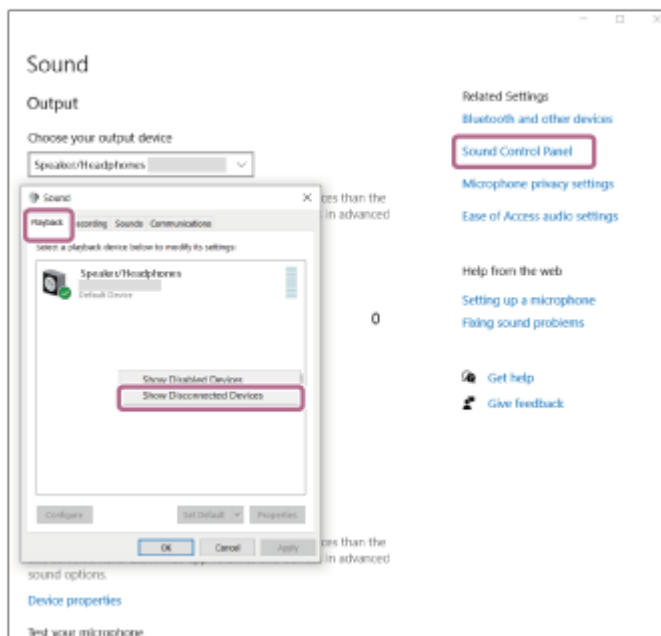 Sound
Output
Choose your output device
Speaker/Headphones
Sound
Playback Recording Sounds Communications
Select a playback device below to modify its settings:
Speaker/Headphones
Default Device
Show Disabled Devices
Show Disconnected Devices
Configure Set Default Properties
OK Cancel Apply
ces than the
in advanced
0
ces than the
in advanced
sound options.
Device properties
Test your microphone
Related Settings
Bluetooth and other devices
Sound Control Panel
Microphone privacy settings
Ease of Access audio settings
Help from the web
Setting up a microphone
Fixing sound problems
Get help
Give feedback